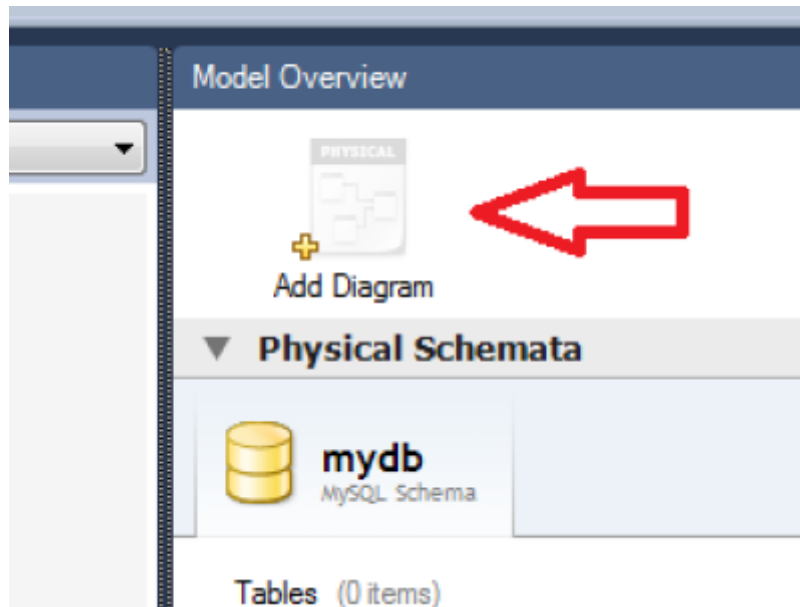 Model Overview
PHYSICAL
Add Diagram
Physical Schemata
mydb
MySQL Schema
Tables (0 items)